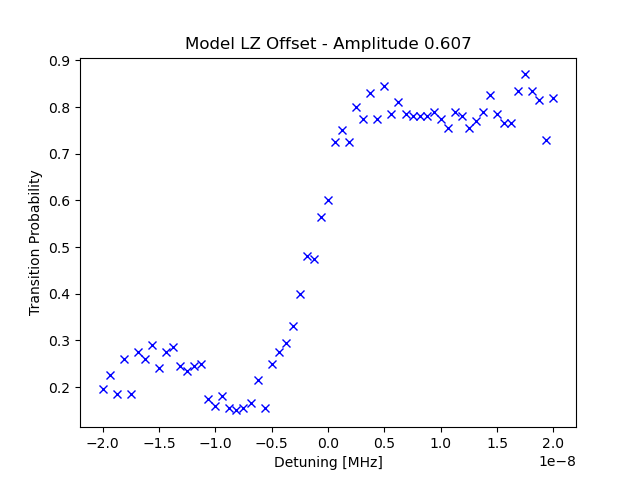 Model LZ Offset - Amplitude 0.607
0.9
0.8
0.7
0.6
0.5
0.4
0.3
0.2
Transition Probability
−2.0 −1.5 −1.0 −0.5 0.0 0.5 1.0 1.5 2.0
Detuning [MHz]
1e−8